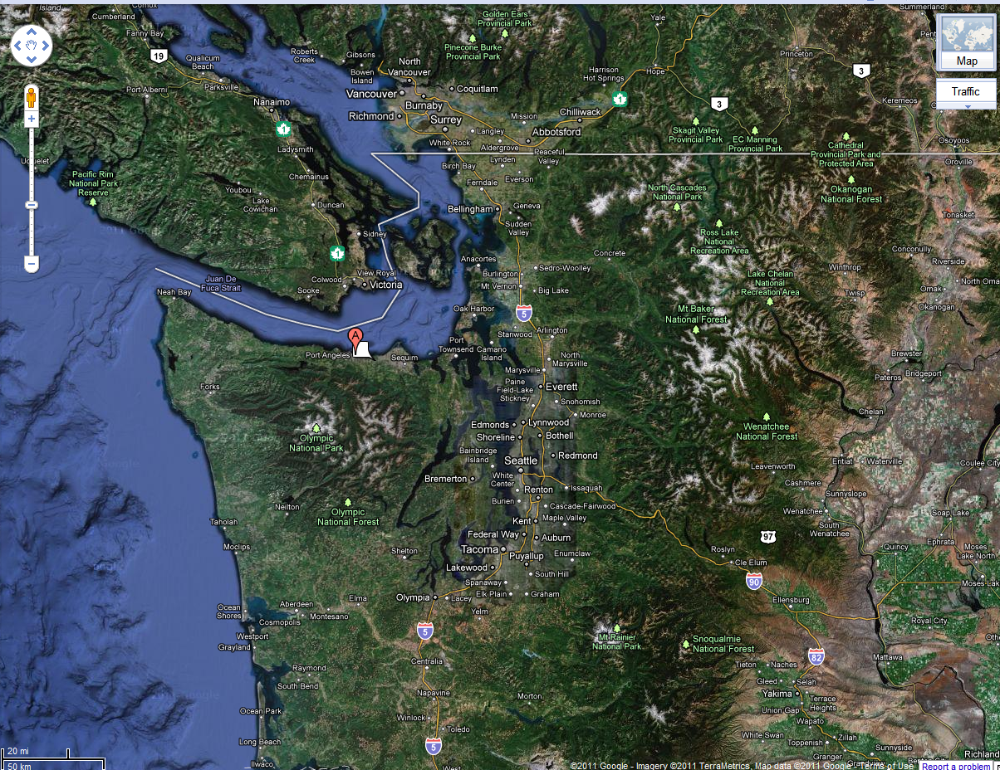 Island
Comox
Cumberland
Fanny Bay
19
Qualicum
Beach
Parksville
Port Alberni
Nanaimo
1
Ladysmith
Chemainus
Youbou
Lake
Cowichan
Duncan
Pacific Rim
National Park
Reserve
Sidney
1
View Royal
Colwood
Victoria
Sooke
Juan De
Fuca Strait
Neah Bay
Roberts
Creek
Gibsons
Bowen
Island
North
Vancouver
Vancouver
Burnaby
Richmond
Surrey
Coquitlam
Golden Ears
Provincial Park
Pinecone Burke
Provincial Park
Langley
White Rock
Aldergrove
Mission
Abbotsford
Chilliwack
Harrison
Hot Springs
1
Hope
Yale
3
Princeton
3
Summerland
Keremeos
Osoyoos
Oroville
Skagit Valley
Provincial Park
EC Manning
Provincial Park
Cathedral
Provincial Park and
Protected Area
Okanogan
National Forest
Peaceful
Valley
Lynden
Birch Bay
Everson
Ferndale
Bellingham
Geneva
Sudden
Valley
North Cascades
National Park
Ross Lake
National
Recreation Area
Lake Chelan
National
Recreation Area
Mt Baker
National Forest
Tonasket
Conconully
Riverside
Winthrop
Twisp
Omak
North Oma
Okanogan
Concrete
Anacortes
Burlington
Sedro-Woolley
Mt Vernon
Big Lake
Oak Harbor
5
Stanwood
Arlington
Camano
Island
Port
Townsend
North
Marysville
Marysville
A
Port Angeles
Sequim
Forks
Olympic
National Park
Paine
Field-Lake
Stickney
Everett
Snohomish
Monroe
Edmonds
Lynnwood
Shoreline
Bothell
Bainbridge
Island
Seattle
Redmond
Bremerton
White
Center
Renton
Issaquah
Burien
Cascade-Fairwood
Kent
Maple Valley
Federal Way
Auburn
Tacoma
Puyallup
Enumclaw
Lakewood
South Hill
Spanaway
Elk Plain
Graham
Brewster
Bridgeport
Pateros
Chelan
Wenatchee
National Forest
Entiat
Waterville
Coulee City
Leavenworth
Cashmere
Sunnyslope
Wenatchee
South
Wenatchee
Soap Lake
Ephrata
Quincy
Moses
Lake North
Moses-Lak
97
Roslyn
Cle Elum
90
Ellensburg
Royal City
Neilton
Taholah
Moclips
Olympic
National Forest
Shelton
Olympia
Lacey
Yelm
Elma
Aberdeen
Montesano
Cosmopolis
Ocean
Shores
Westport
Grayland
5
Mt Rainier
National Park
Snoqualmie
National Forest
82
Mattawa
Tieton
Naches
Gleed
Selah
Yakima
Terrace
Heights
Union Gap
Wapato
White Swan
Zillah
Toppenish
Sunnyside
Granger
Grandview
Richland
Centralia
Raymond
South Bend
Napavine
Morton
Winlock
Toledo
Ocean Park
Long Beach
Ilwaco
5
West
Map
Traffic
20 mi
50 km
©2011 Google - Imagery ©2011 TerraMetrics, Map data ©2011 Google - Terms of Use
Report a problem